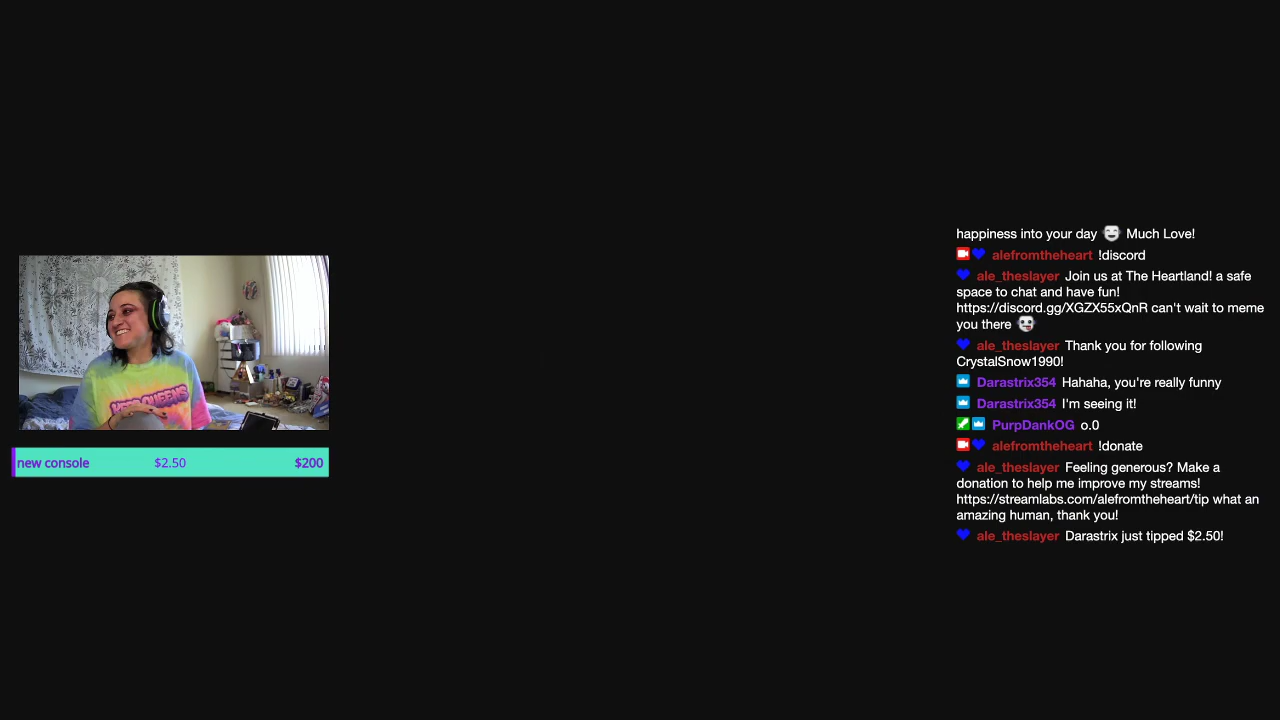 happiness into your day Much Love!
alefromtheheart !discord
ale_theslayer Join us at The Heartland! a safe
space to chat and have fun!
https://discord.gg/XGZX55xQnR can't wait to meme
you there
ale_theslayer Thank you for following
CrystalSnow1990!
Darastrix354 Hahaha, you're really funny
Darastrix354 I'm seeing it!
PurpDankOG o.0
alefromtheheart !donate
ale_theslayer Feeling generous? Make a
donation to help me improve my streams!
https://streamlabs.com/alefromtheheart/tip what an
amazing human, thank you!
ale_theslayer Darastrix just tipped $2.50!
QUEENS
new console $2.50 $200